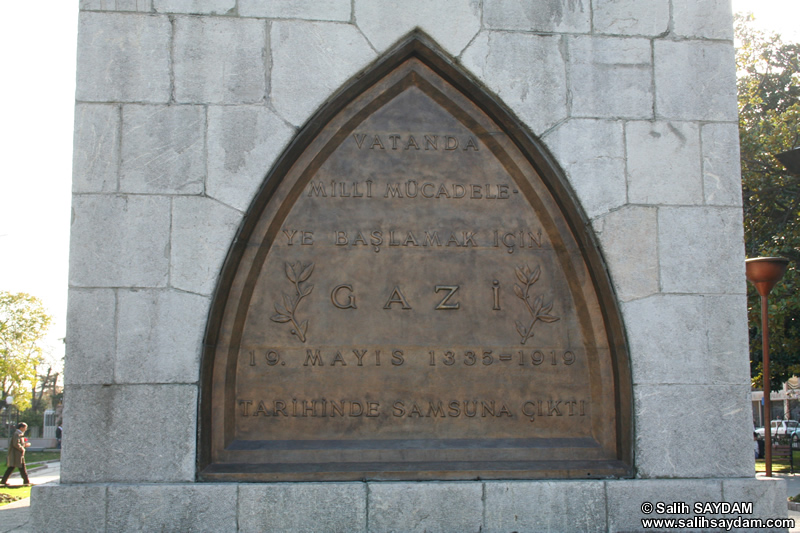 VATANDA
MİLLİ MÜCADELE-
YE BAŞLAMAK İÇİN
GAZİ
19. MAYIS 1335=1919
TARİHİNDE SAMSUNA ÇIKTI
© Salih SAYDAM
www.salihsaydam.com